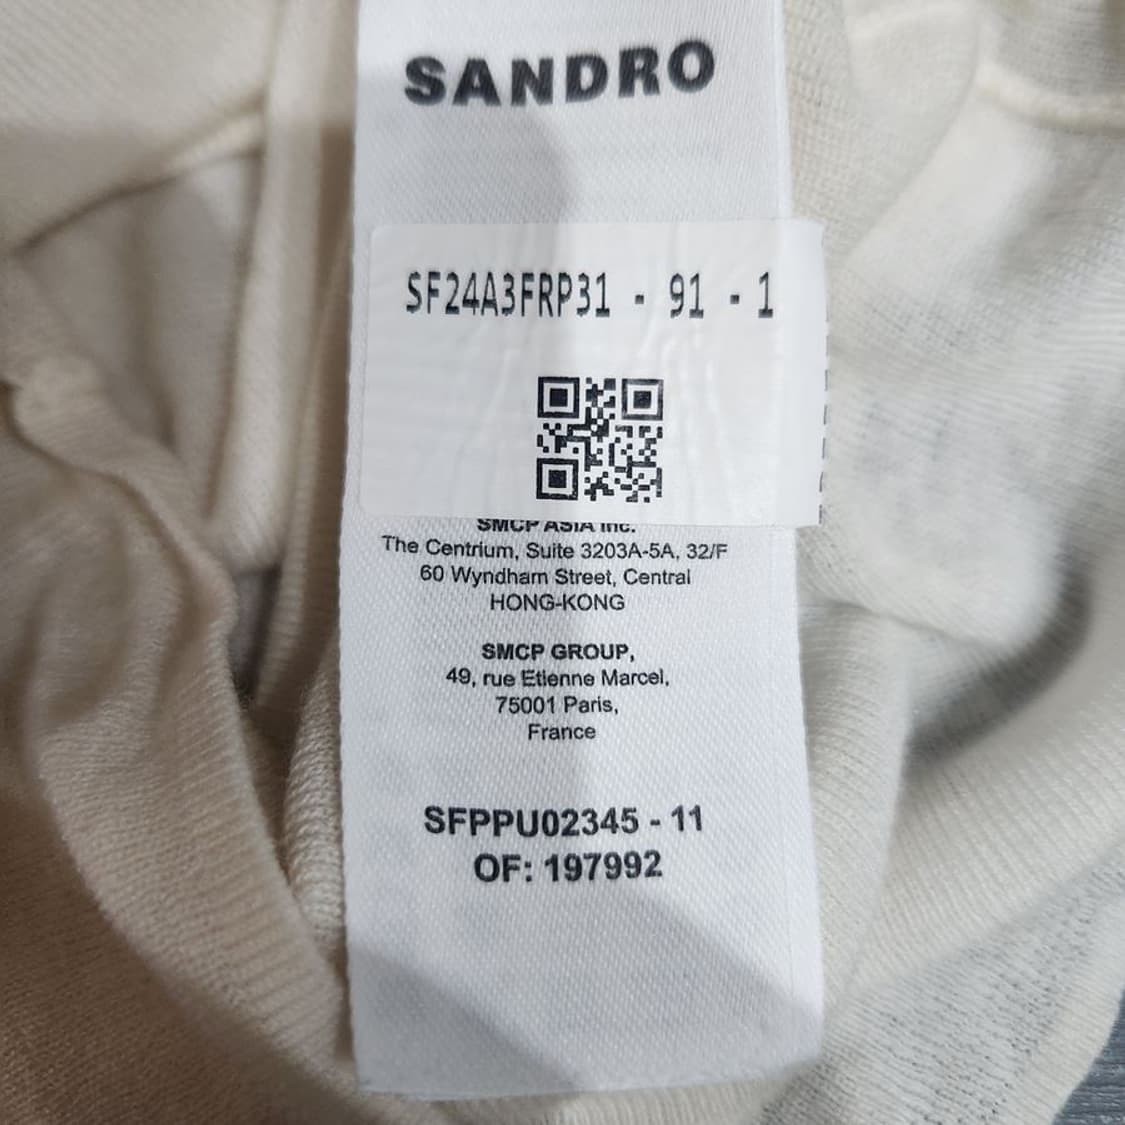 SANDRO
SF24A3FRP31 - 91 - 1
SMCP ASIA Inc.
The Centrium, Suite 3203A-5A, 32/F
60 Wyndham Street, Central
HONG-KONG
SMCP GROUP,
49, rue Etienne Marcel,
75001 Paris,
France
SFPPU02345 - 11
OF: 197992